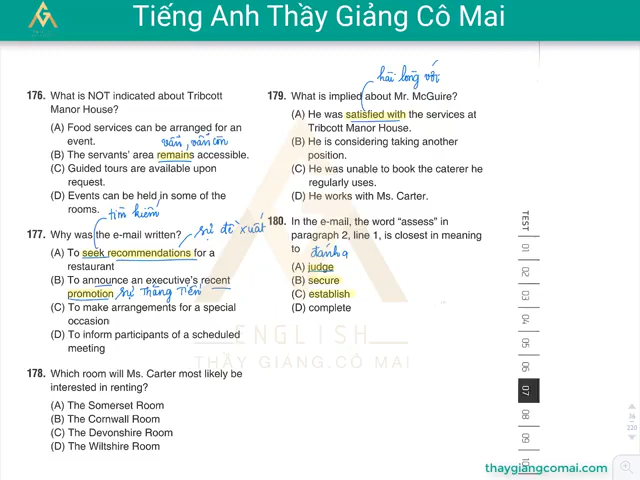 Tiếng Anh Thầy Giảng Cô Mai
176. What is NOT indicated about Tribcott
Manor House?
(A) Food services can be arranged for an
event.
vẫn, vẫn còn
(B) The servants' area remains accessible.
(C) Guided tours are available upon
request.
(D) Events can be held in some of the
rooms.
tìm kiếm
177. Why was the e-mail written?
sự đề xuất
(A) To seek recommendations for a
restaurant
(B) To announce an executive's recent
promotion sự thăng tiến
(C) To make arrangements for a special
occasion
(D) To inform participants of a scheduled
meeting
178. Which room will Ms. Carter most likely be
interested in renting?
(A) The Somerset Room
(B) The Cornwall Room
(C) The Devonshire Room
(D) The Wiltshire Room
hài lòng với
179. What is implied about Mr. McGuire?
(A) He was satisfied with the services at
Tribcott Manor House.
(B) He is considering taking another
position.
(C) He was unable to book the caterer he
regularly uses.
(D) He works with Ms. Carter.
180. In the e-mail, the word "assess" in
paragraph 2, line 1, is closest in meaning
to
đánh g
(A) judge
(B) secure
(C) establish
(D) complete
ENGLISH
THẦY GIẢNG.CÔ MAI
TEST
01
02
03
04
05
06
07
08
09
10
36
220
thaygiangcomai.com